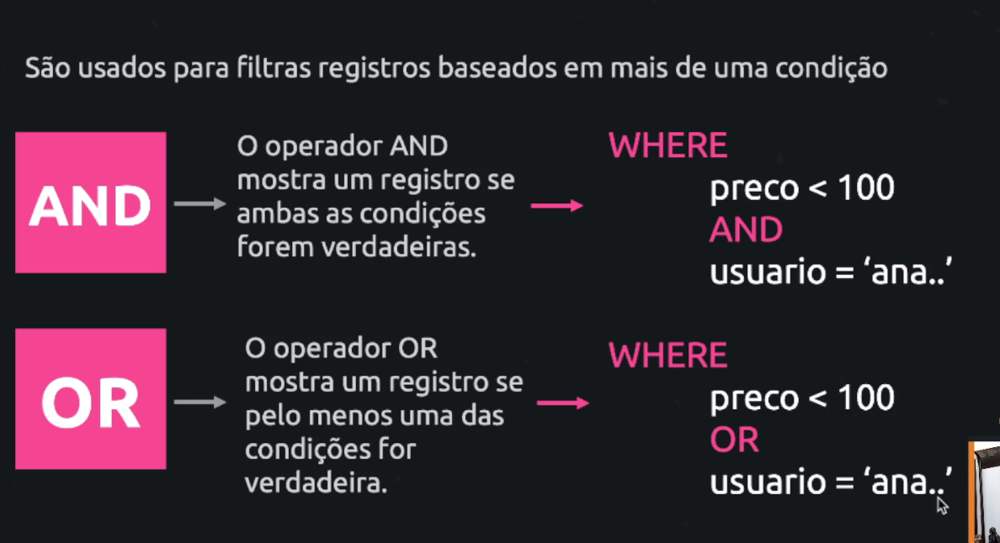 São usados para filtras registros baseados em mais de uma condição
AND
O operador AND
mostra um registro se
ambas as condições
forem verdadeiras.
WHERE
preco < 100
AND
usuario = ‘ana..’
OR
O operador OR
mostra um registro se
pelo menos uma das
condições for
verdadeira.
WHERE
preco < 100
OR
usuario = ‘ana..’